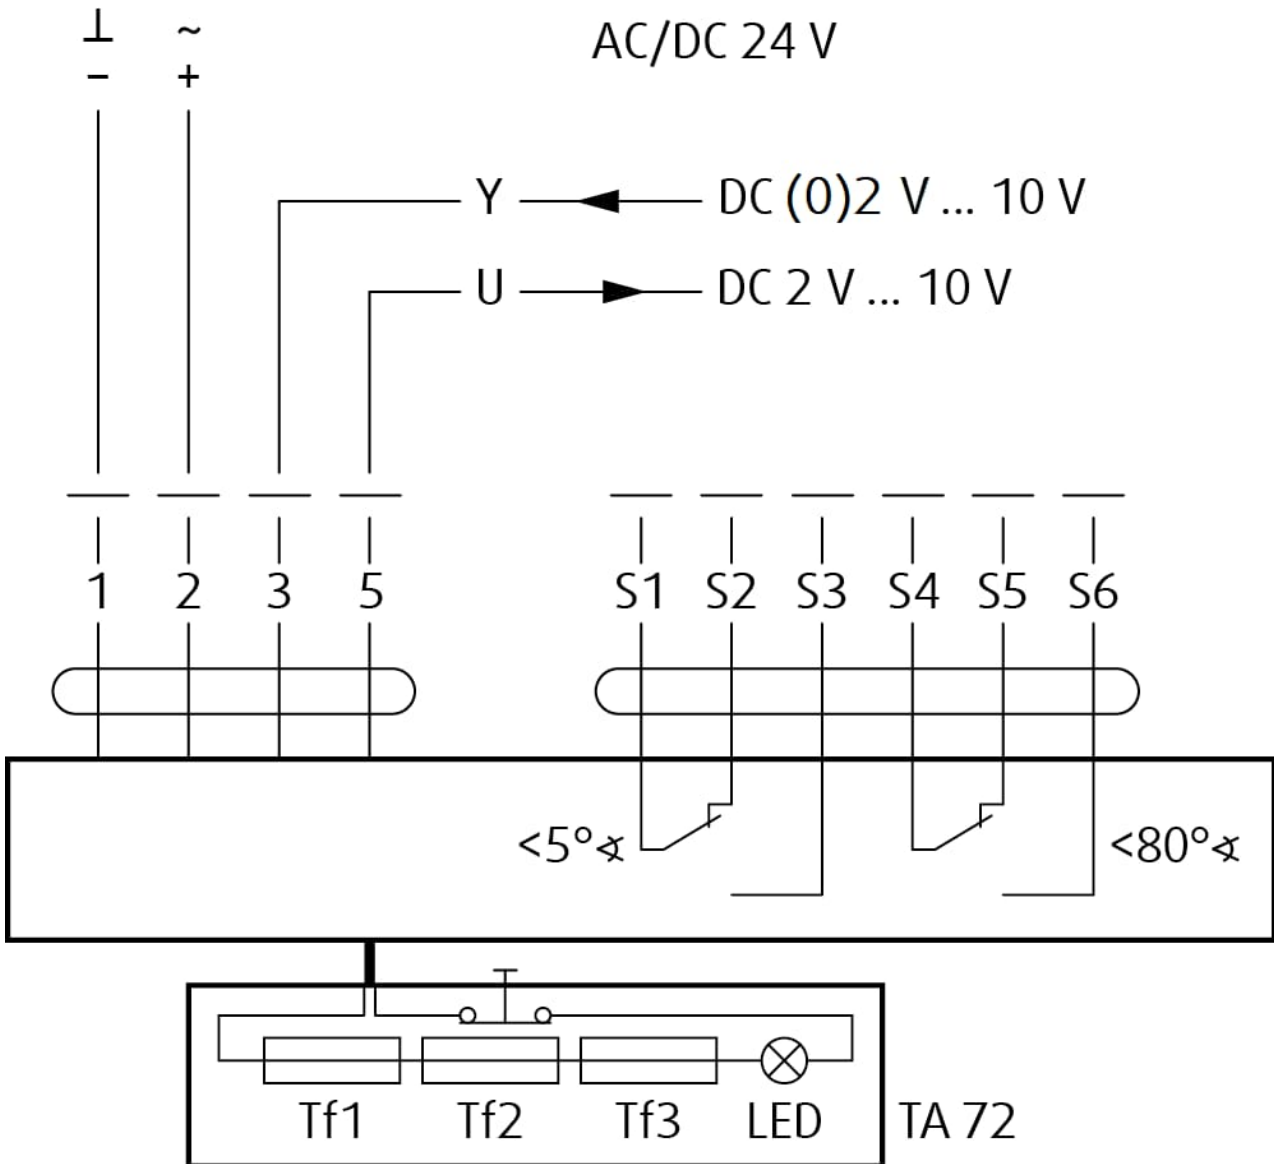 ⊥ ~ AC/DC 24 V
− +
Y DC (0)2 V ... 10 V
U DC 2 V ... 10 V
1 2 3 5 S1 S2 S3 S4 S5 S6
<5°∢ <80°∢
Tf1 Tf2 Tf3 LED TA 72